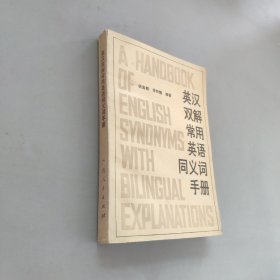 A HANDBOOK
OF
ENGLISH
SYNONYMS
WITH
BILINGUAL
EXPLANATIONS
英汉
双解
常用
英语
同义词
手册